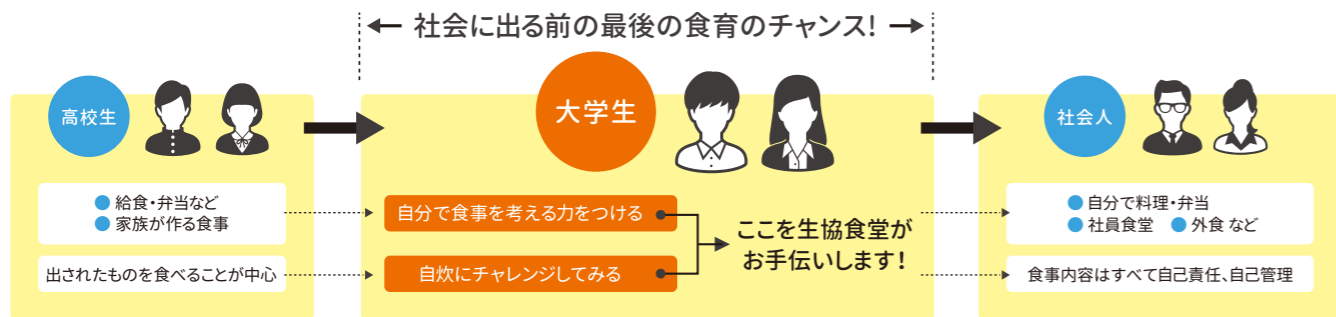 社会に出る前の最後の食育のチャンス!
高校生
給食・弁当など
家族が作る食事
出されたものを食べることが中心
大学生
自分で食事を考える力をつける
自炊にチャレンジしてみる
ここを生協食堂が
お手伝いします!
社会人
自分で料理・弁当
社員食堂 外食 など
食事内容はすべて自己責任、自己管理